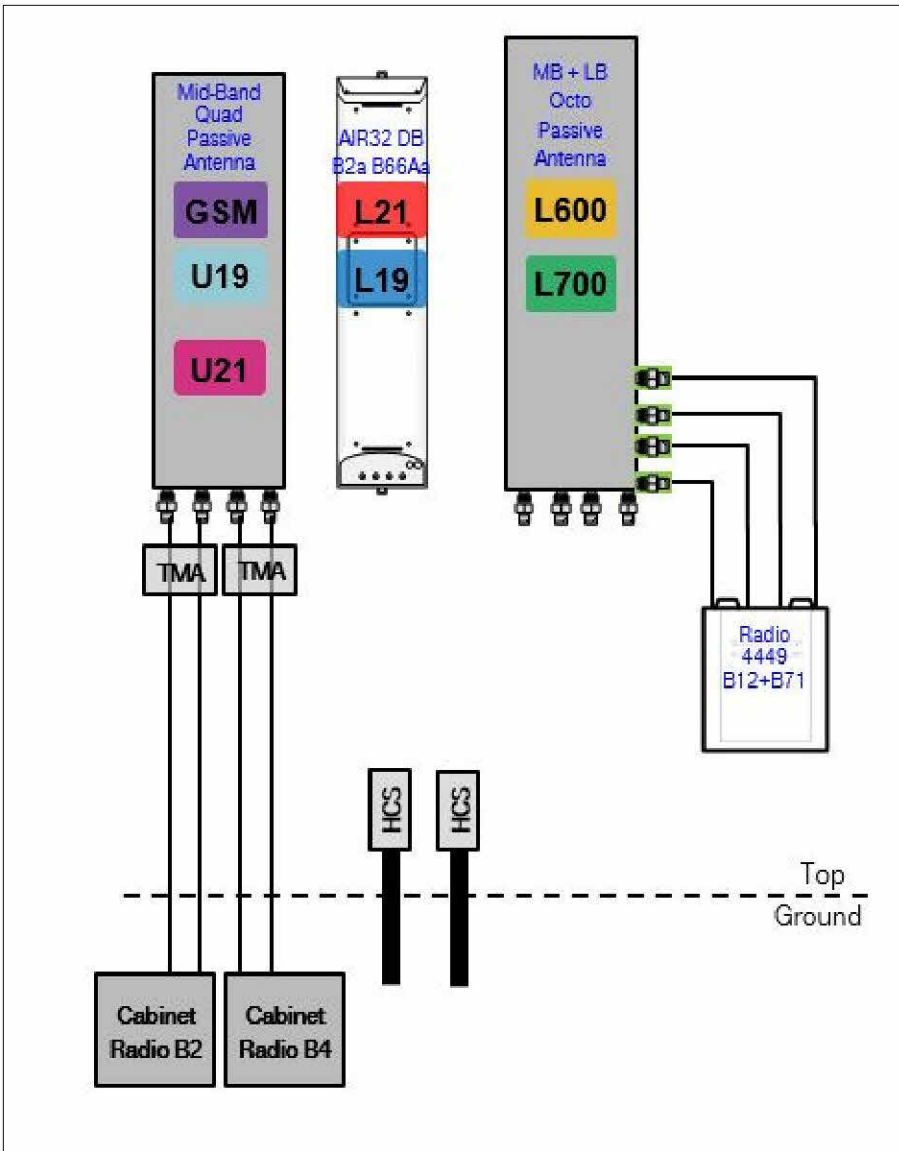 Mid-Band
Quad
Passive
Antenna
GSM
U19
U21
TMA
TMA
AIR32 DB
B2a B66Aa
L21
L19
MB + LB
Octo
Passive
Antenna
L600
L700
Radio
4449
B12+B71
HCS
HCS
Top
Ground
Cabinet
Radio B2
Cabinet
Radio B4